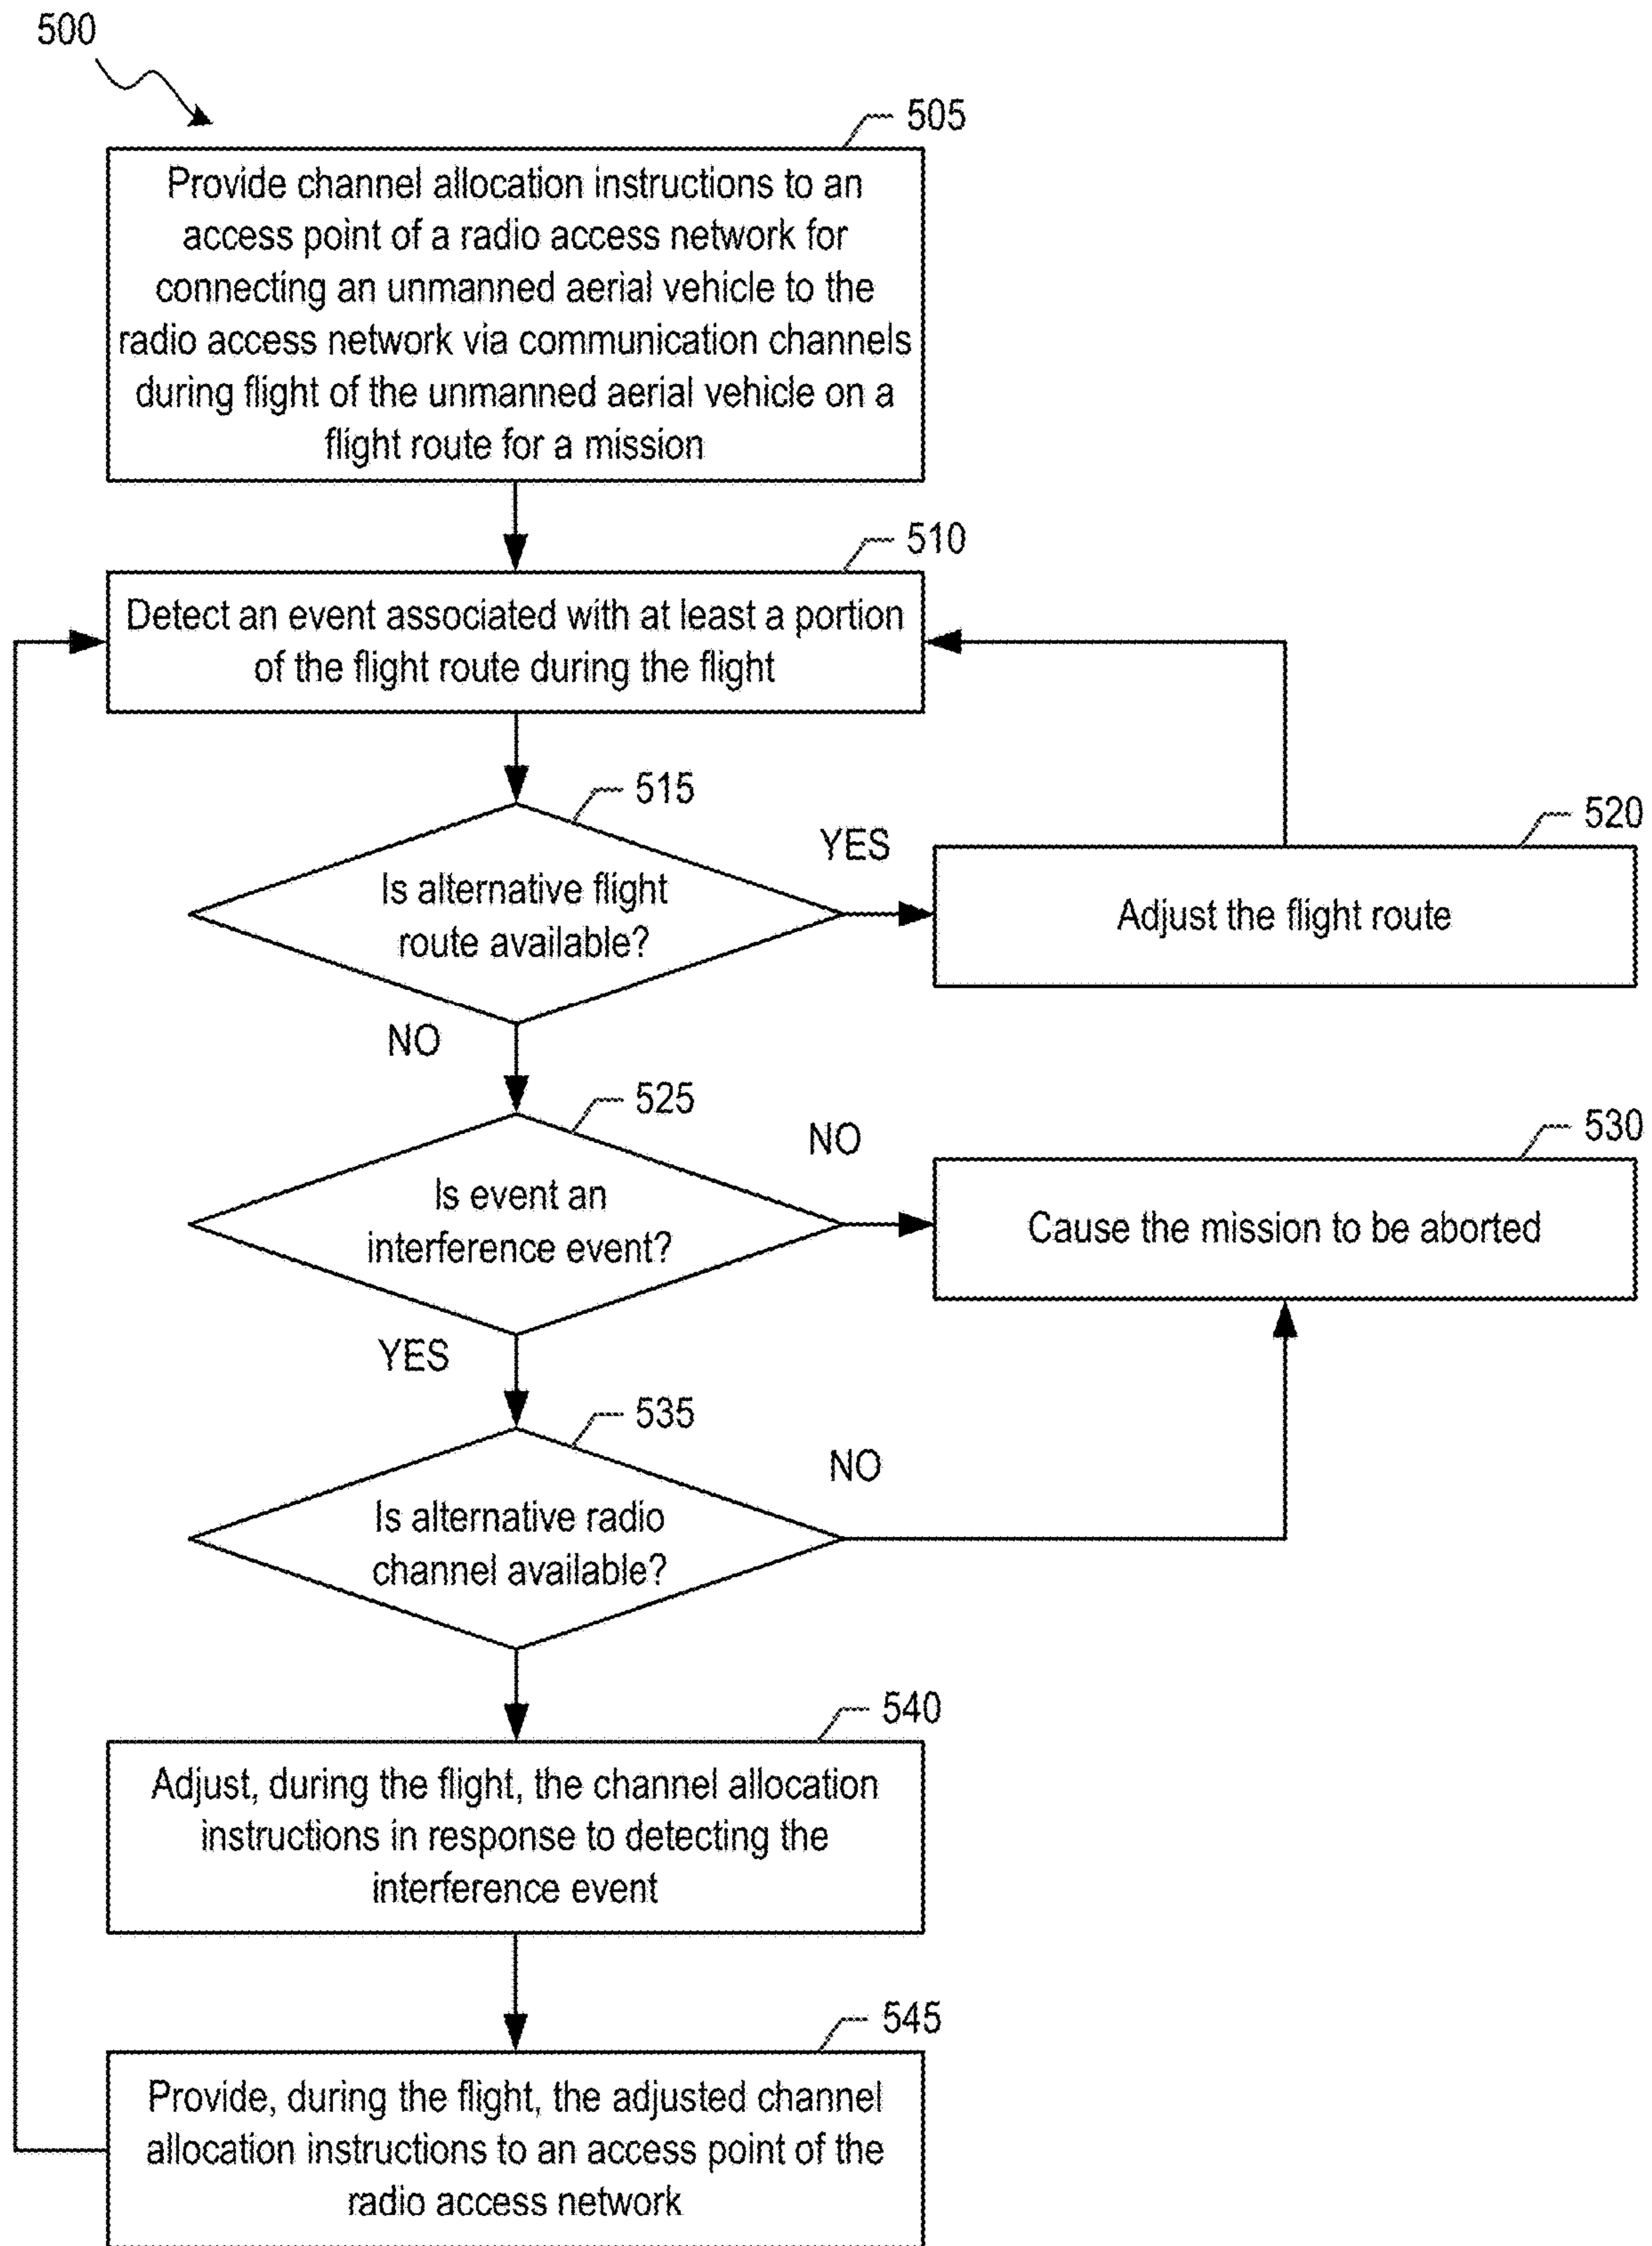 500
505
Provide channel allocation instructions to an
access point of a radio access network for
connecting an unmanned aerial vehicle to the
radio access network via communication channels
during flight of the unmanned aerial vehicle on a
flight route for a mission
510
Detect an event associated with at least a portion
of the flight route during the flight
515
Is alternative flight
route available?
YES
520
Adjust the flight route
NO
525
Is event an
interference event?
NO
530
Cause the mission to be aborted
YES
535
Is alternative radio
channel available?
NO
540
Adjust, during the flight, the channel allocation
instructions in response to detecting the
interference event
545
Provide, during the flight, the adjusted channel
allocation instructions to an access point of the
radio access network